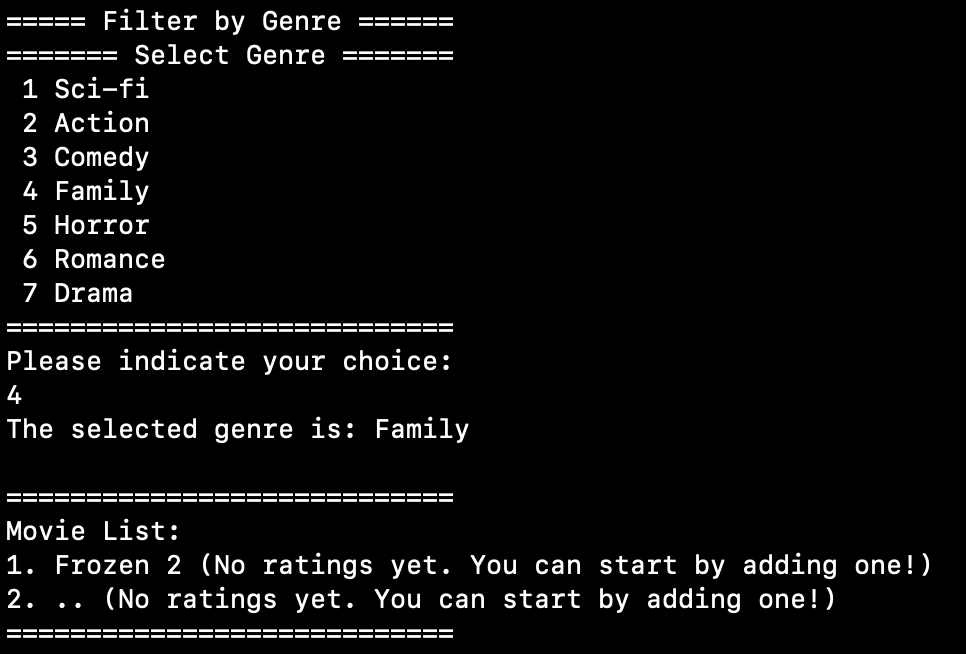 ===== Filter by Genre ======
======= Select Genre =======
1 Sci-fi
2 Action
3 Comedy
4 Family
5 Horror
6 Romance
7 Drama
============================
Please indicate your choice:
4
The selected genre is: Family
============================
Movie List:
1. Frozen 2 (No ratings yet. You can start by adding one!)
2. .. (No ratings yet. You can start by adding one!)
============================